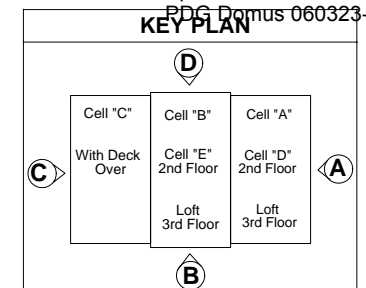 PDG Domus 060323-
KEY PLAN
D
Cell "C"
With Deck
Over
Cell "B"
Cell "E"
2nd Floor
Loft
3rd Floor
Cell "A"
Cell "D"
2nd Floor
Loft
3rd Floor
C
A
B